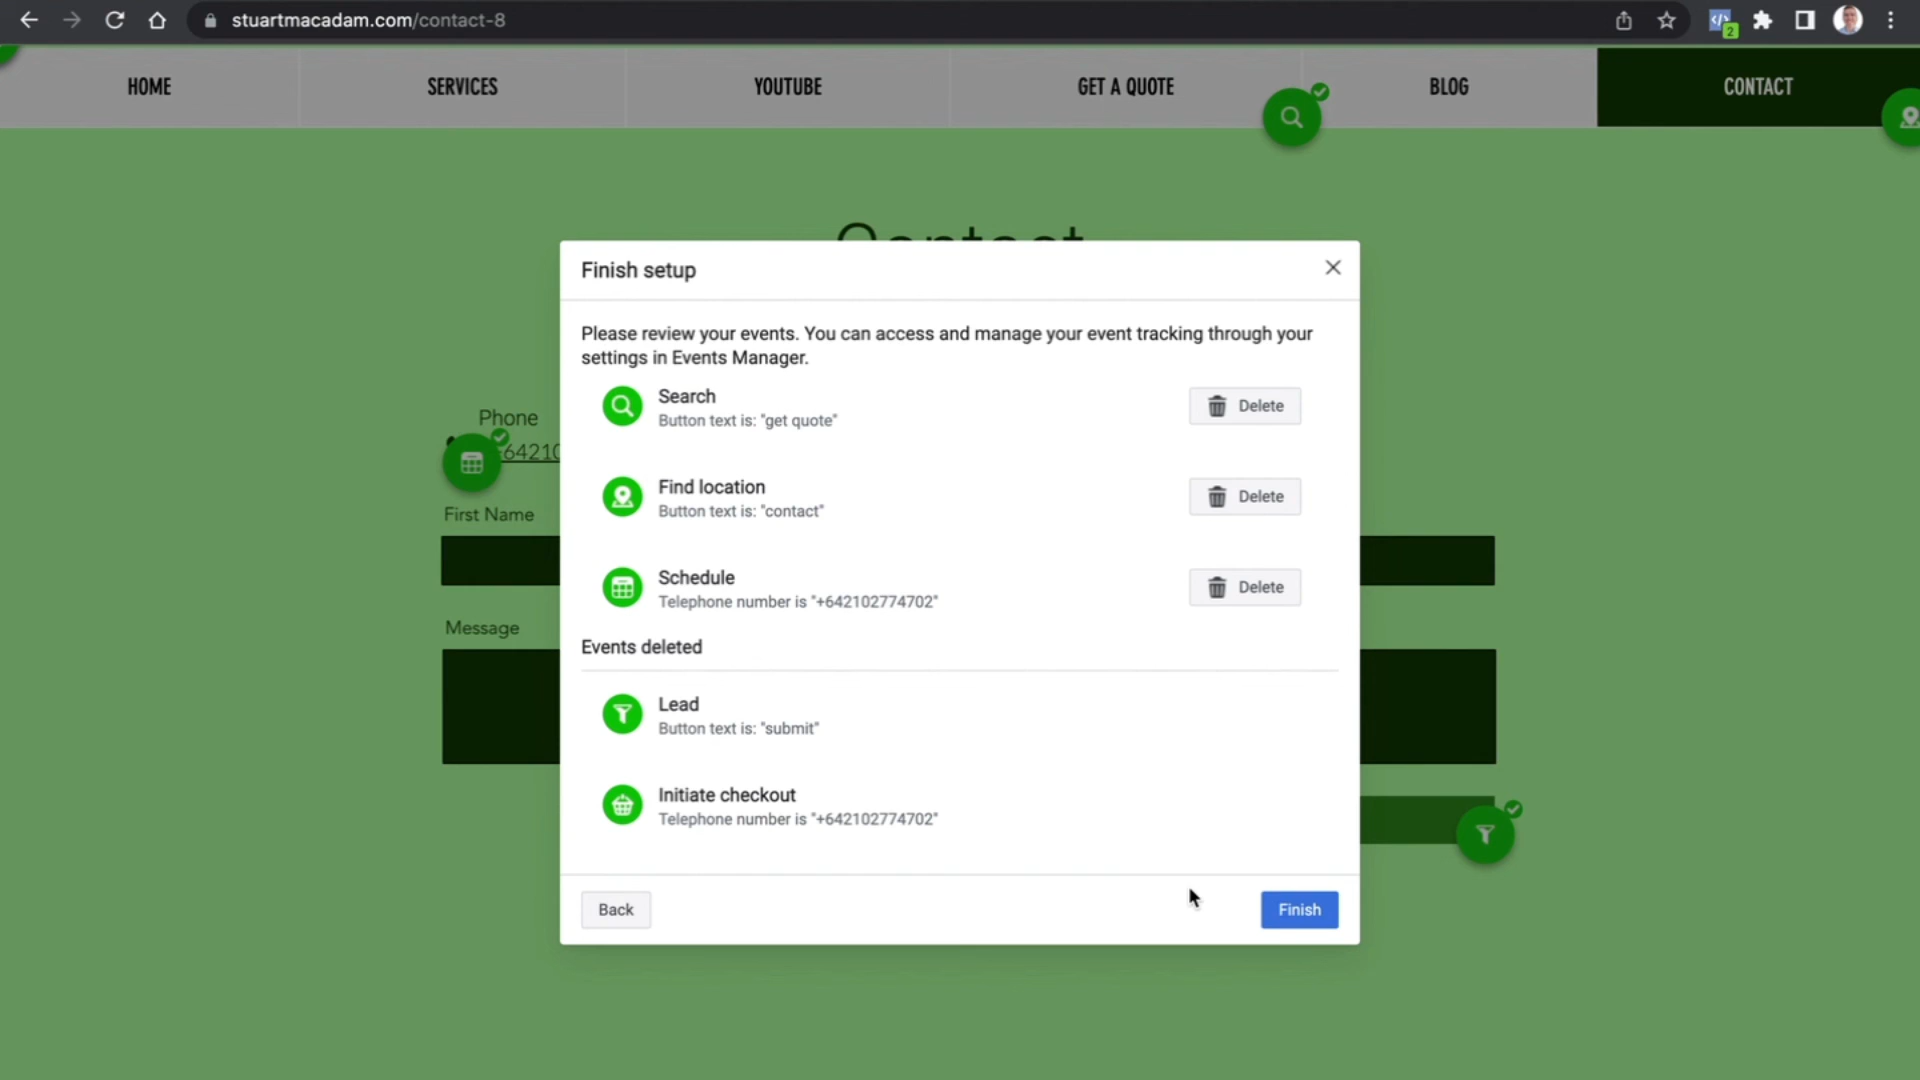 stuartmacadam.com/contact-8
2
HOME
SERVICES
YOUTUBE
GET A QUOTE
BLOG
CONTACT
Contact
Finish setup
Please review your events. You can access and manage your event tracking through your
settings in Events Manager.
Search
Button text is: "get quote"
Delete
Phone
64210
Find location
Button text is: "contact"
Delete
First Name
Schedule
Telephone number is "+642102774702"
Delete
Message
Events deleted
Lead
Button text is: "submit"
Initiate checkout
Telephone number is "+642102774702"
Back
Finish